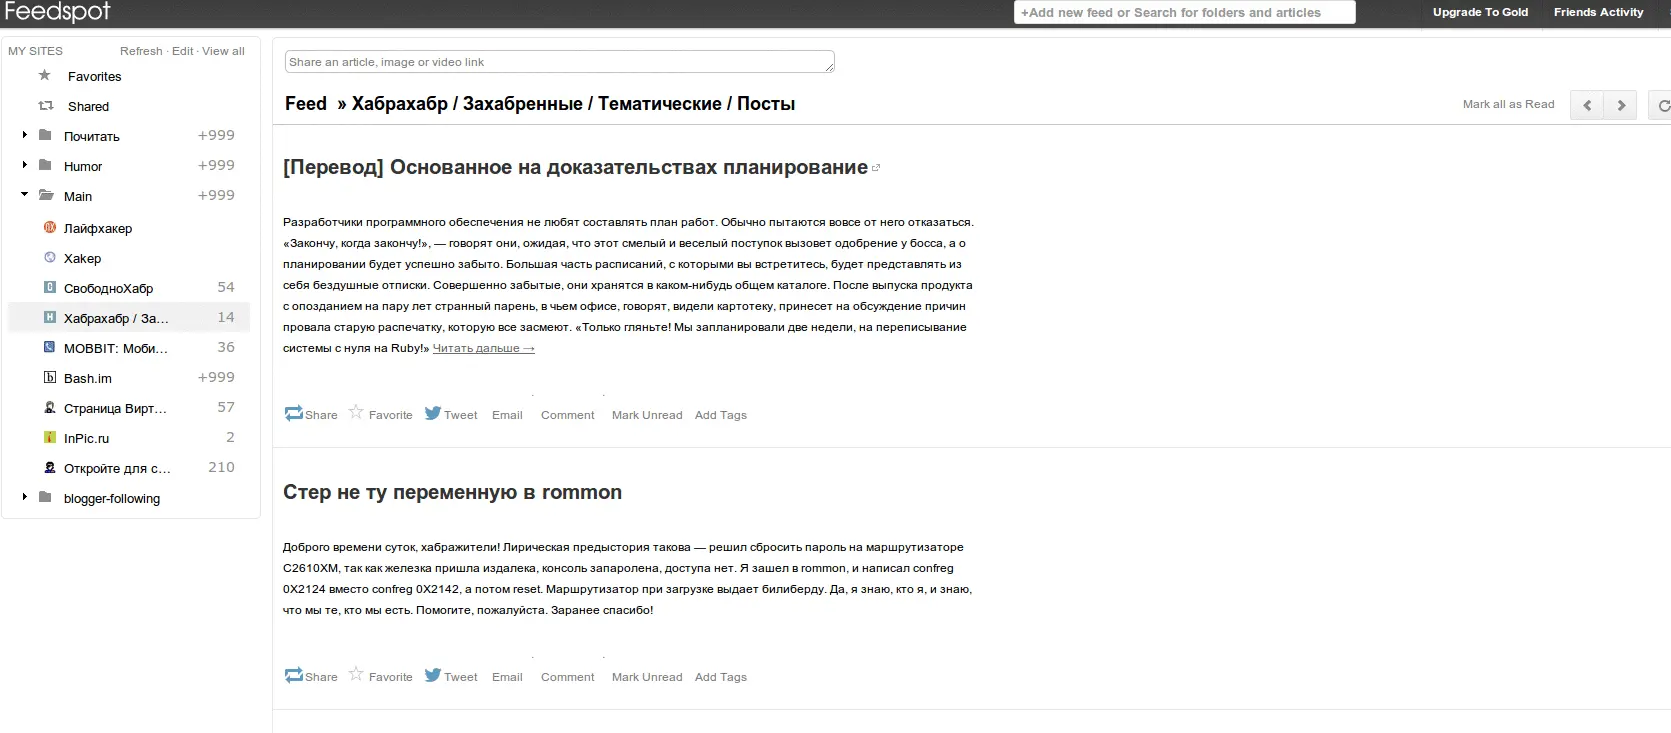 Feedspot
+Add new feed or Search for folders and articles
Upgrade To Gold
Friends Activity
MY SITES
Refresh · Edit · View all
Favorites
Shared
Почитать +999
Humor +999
Main +999
Лайфхакер
Хакер
СвободноХабр 54
Хабрахабр / За... 14
MOBBIT: Моби... 36
Bash.im +999
Страница Вирт... 57
InPic.ru 2
Откройте для с... 210
blogger-following
Share an article, image or video link
Feed » Хабрахабр / Захабренные / Тематические / Посты
Mark all as Read
[Перевод] Основанное на доказательствах планирование
Разработчики программного обеспечения не любят составлять план работ. Обычно пытаются вовсе от него отказаться.
«Закончу, когда закончу!», — говорят они, ожидая, что этот смелый и веселый поступок вызовет одобрение у босса, а о
планировании будет успешно забыто. Большая часть расписаний, с которыми вы встретитесь, будет представлять из
себя бездушные отписки. Совершенно забытые, они хранятся в каком-нибудь общем каталоге. После выпуска продукта
с опозданием на пару лет странный парень, в чьем офисе, говорят, видели картотеку, принесет на обсуждение причин
провала старую распечатку, которую все засмеют. «Только гляньте! Мы запланировали две недели, на переписывание
системы с нуля на Ruby!» Читать дальше →
Share Favorite Tweet Email Comment Mark Unread Add Tags
Стер не ту переменную в rommon
Доброго времени суток, хабражители! Лирическая предыстория такова — решил сбросить пароль на маршрутизаторе
C2610XM, так как железка пришла издалека, консоль запаролена, доступа нет. Я зашел в rommon, и написал confreg
0X2124 вместо confreg 0X2142, а потом reset. Маршрутизатор при загрузке выдает билиберду. Да, я знаю, кто я, и знаю,
что мы те, кто мы есть. Помогите, пожалуйста. Заранее спасибо!
Share Favorite Tweet Email Comment Mark Unread Add Tags